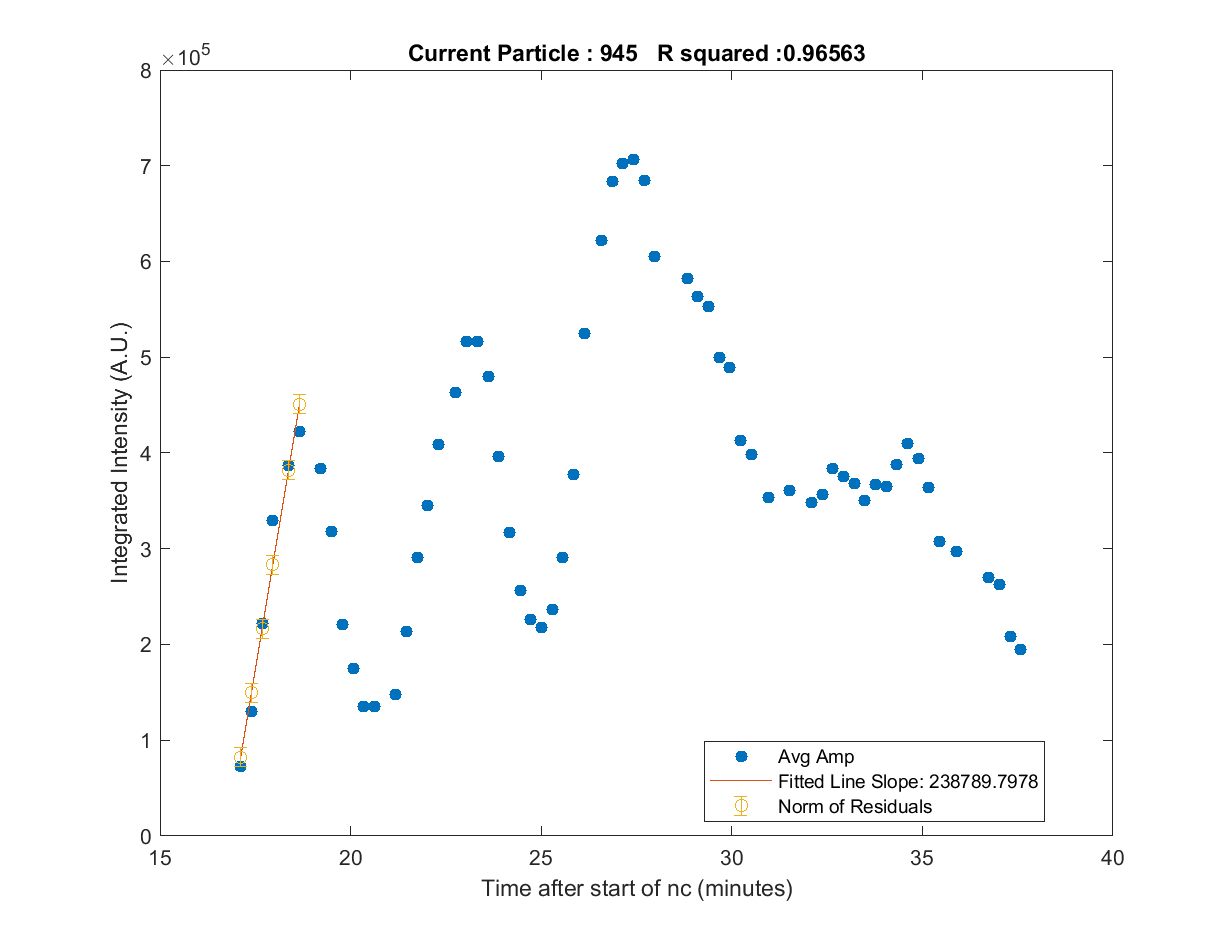 Current Particle : 945 R squared :0.96563
×10^5
8
7
6
5
4
3
2
1
0
Integrated Intensity (A.U.)
15 20 25 30 35 40
Time after start of nc (minutes)
Avg Amp
Fitted Line Slope: 238789.7978
Norm of Residuals